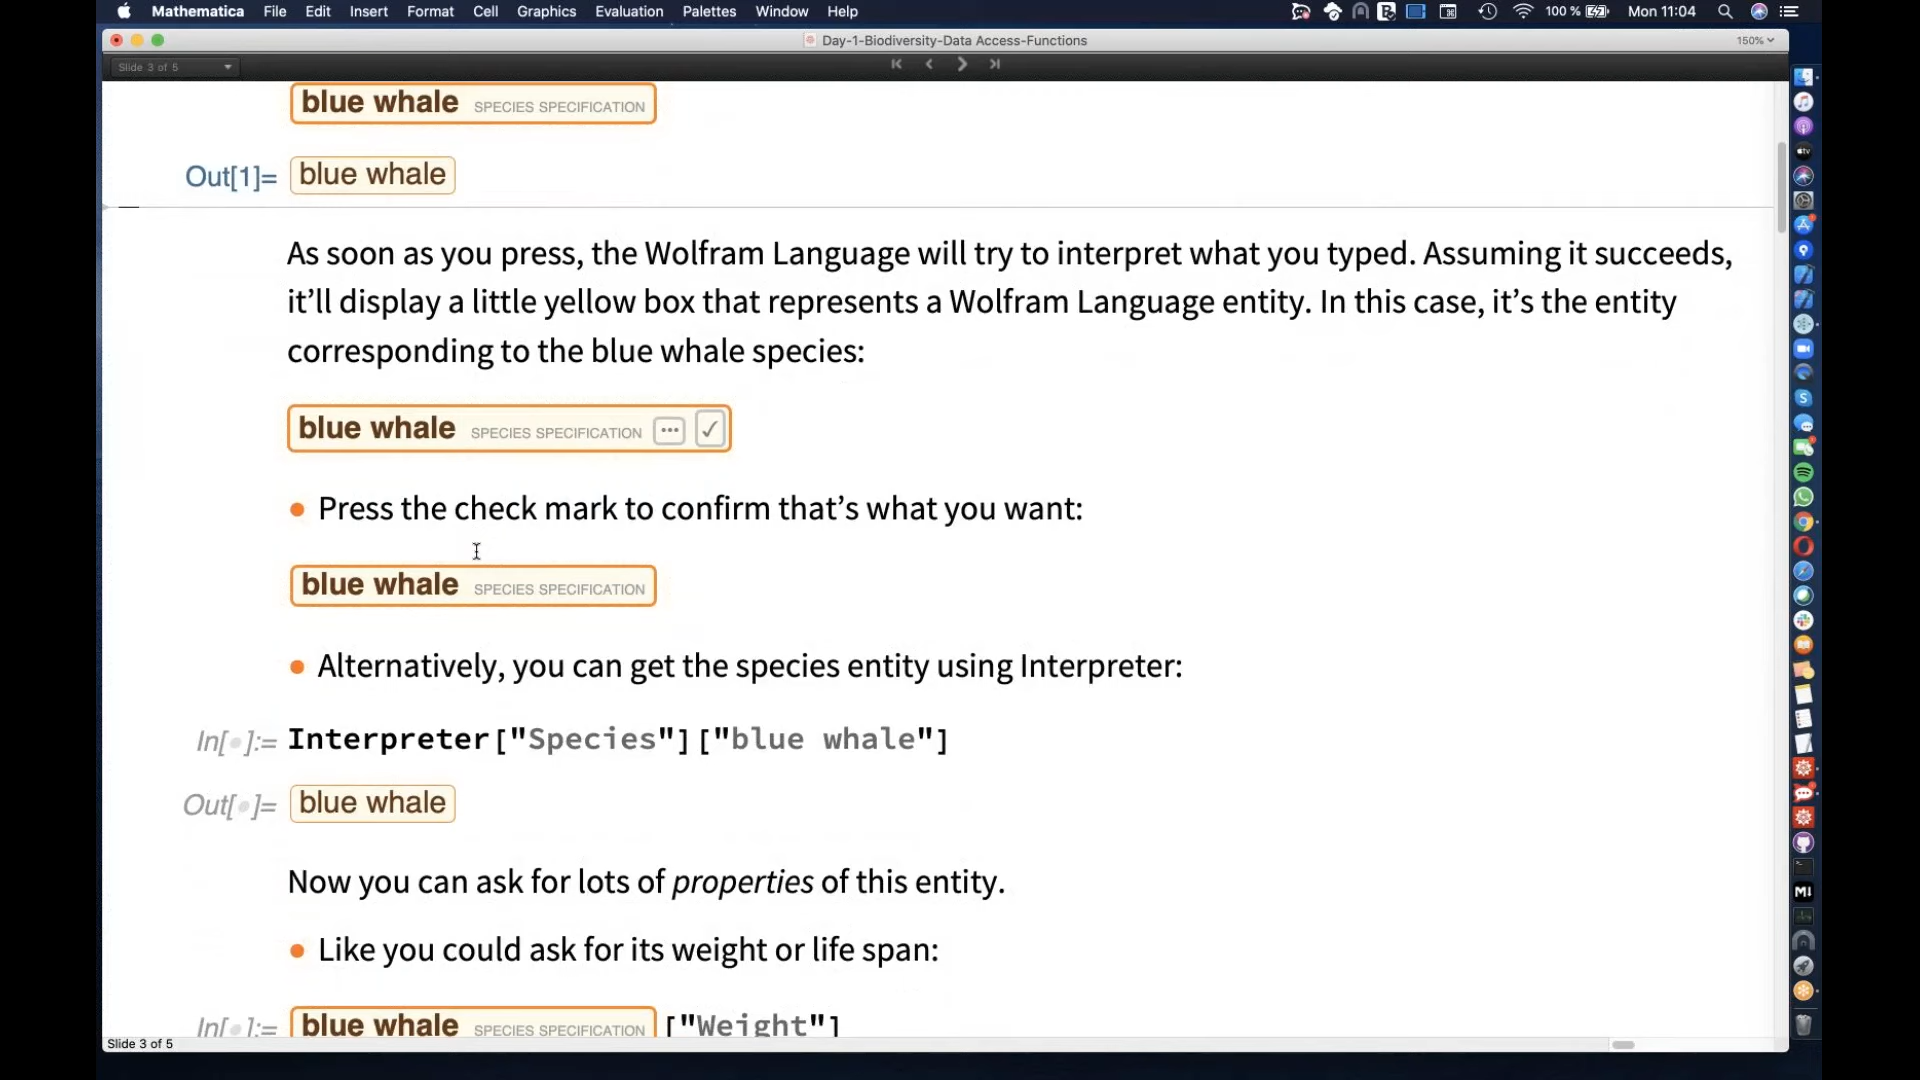 Mathematica File Edit Insert Format Cell Graphics Evaluation Palettes Window Help 100 % Mon 11:04
Day-1-Biodiversity-Data Access-Functions 150%
Slide 3 of 5
blue whale SPECIES SPECIFICATION
Out[1]= blue whale
As soon as you press, the Wolfram Language will try to interpret what you typed. Assuming it succeeds,
it’ll display a little yellow box that represents a Wolfram Language entity. In this case, it’s the entity
corresponding to the blue whale species:
blue whale SPECIES SPECIFICATION ··· ✓
• Press the check mark to confirm that’s what you want:
blue whale SPECIES SPECIFICATION
• Alternatively, you can get the species entity using Interpreter:
In[•]:= Interpreter["Species"]["blue whale"]
Out[•]= blue whale
Now you can ask for lots of properties of this entity.
• Like you could ask for its weight or life span:
In[•]:= blue whale SPECIES SPECIFICATION ["Weight"]
Slide 3 of 5